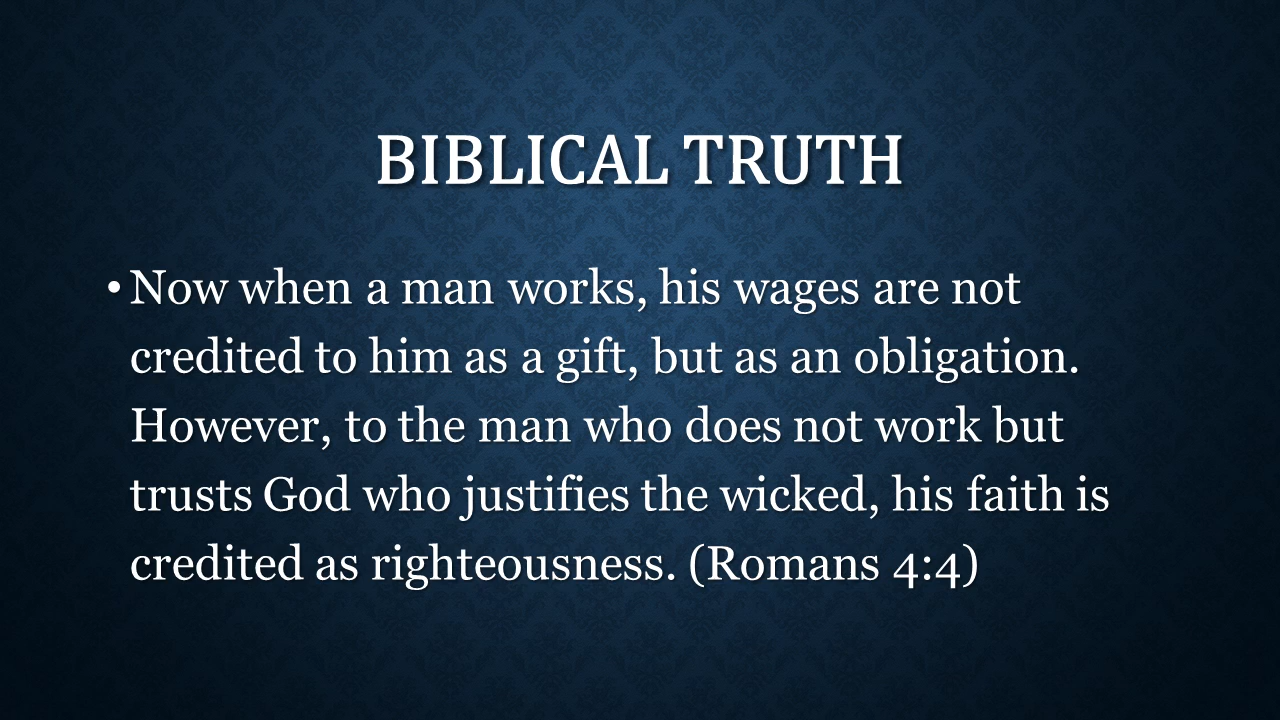 BIBLICAL TRUTH
• Now when a man works, his wages are not
credited to him as a gift, but as an obligation.
However, to the man who does not work but
trusts God who justifies the wicked, his faith is
credited as righteousness. (Romans 4:4)